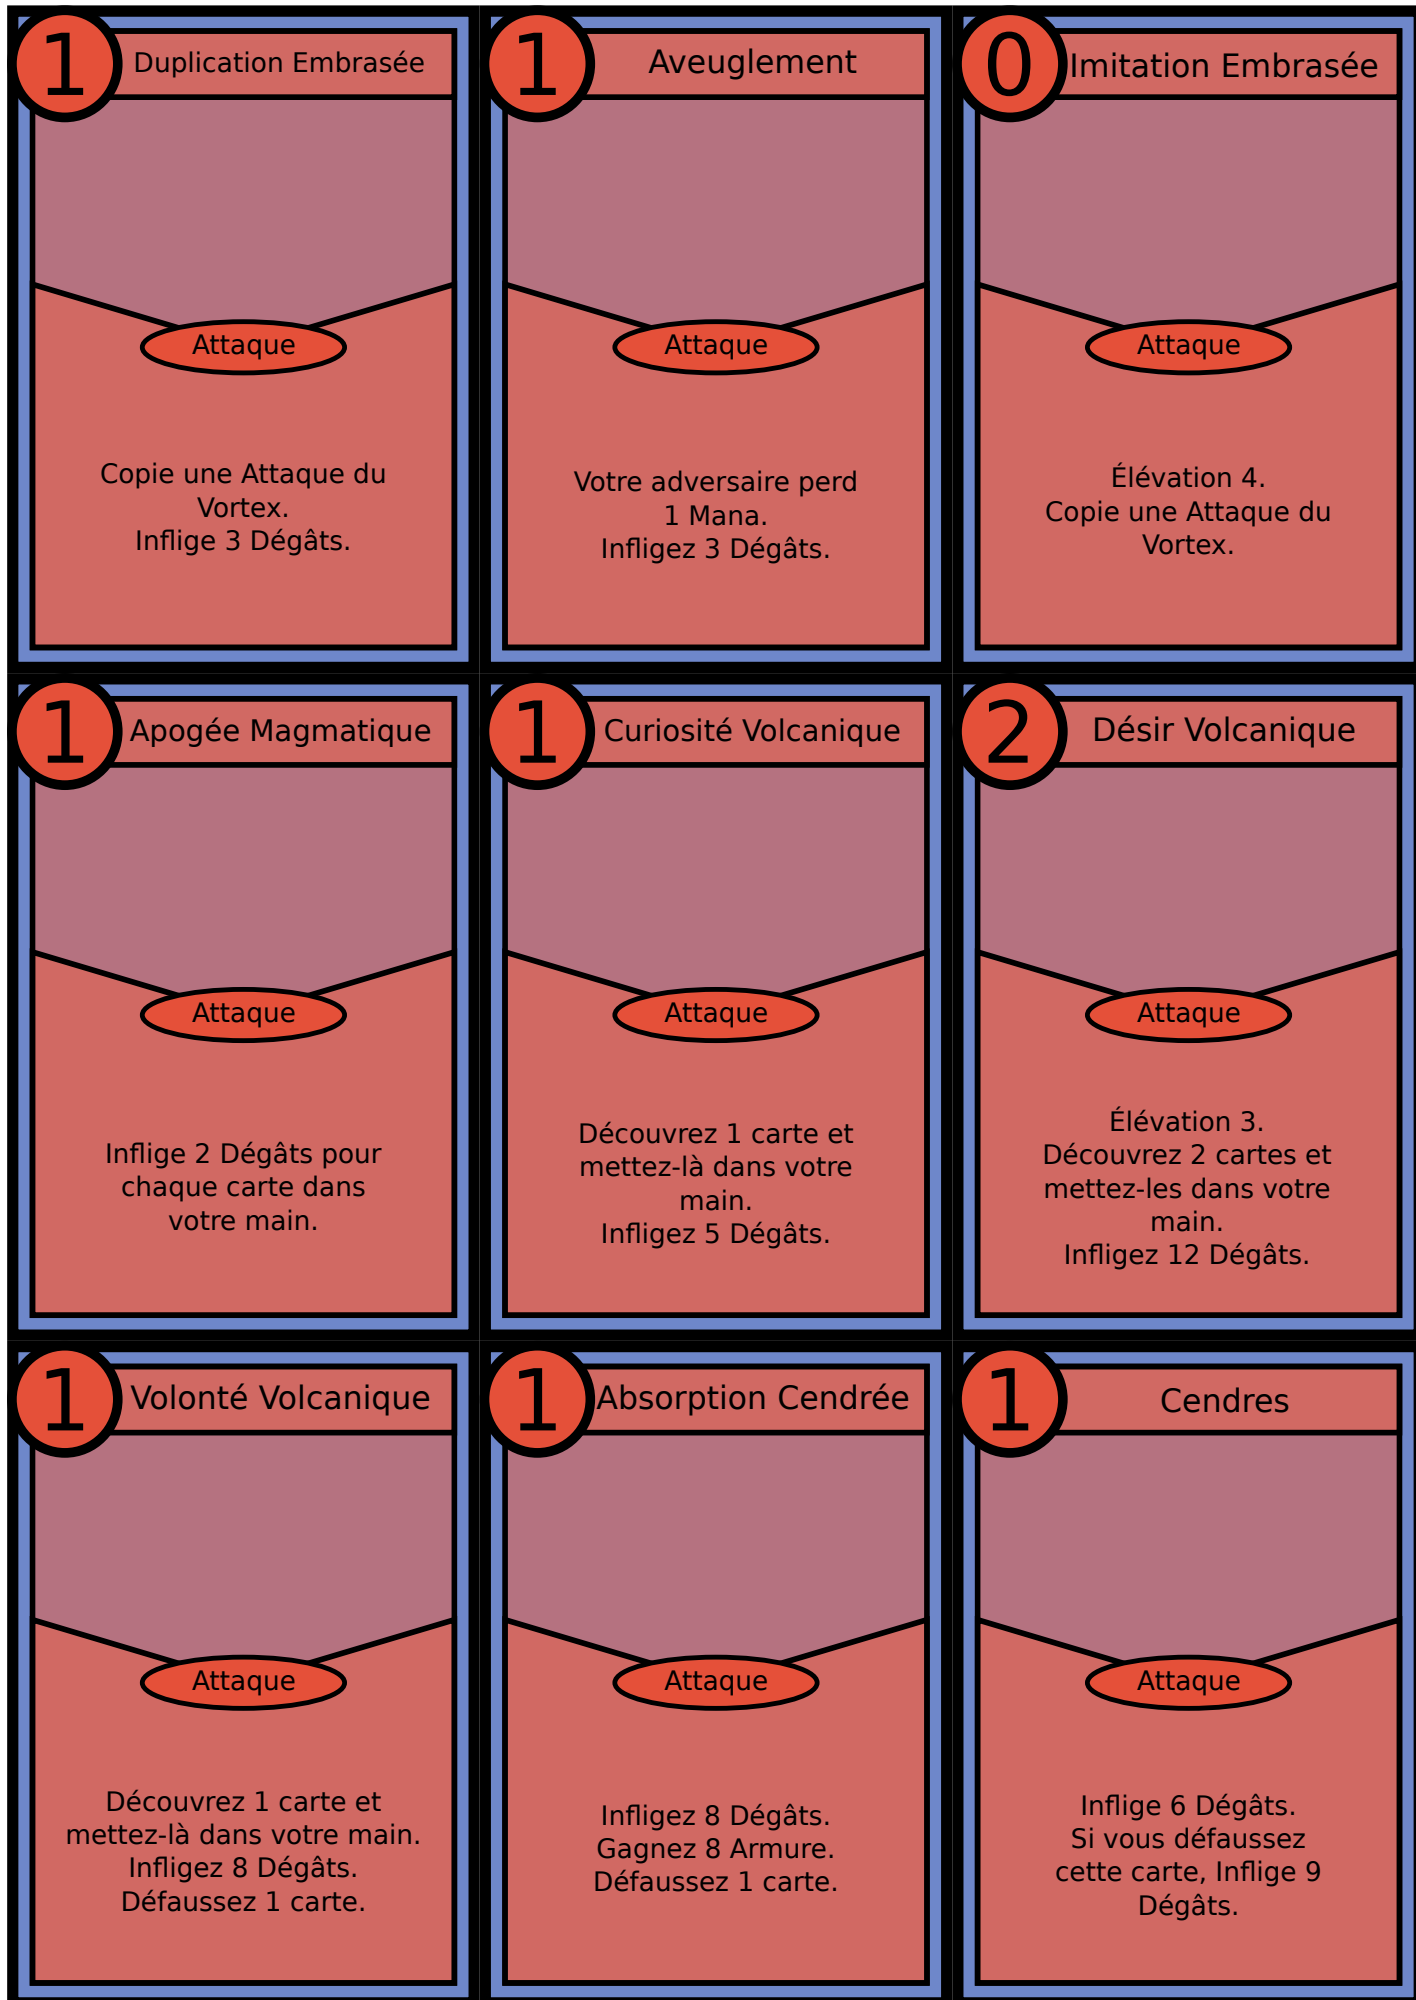 1
Duplication Embrasée
Attaque
Copie une Attaque du
Vortex.
Inflige 3 Dégâts.
1
Aveuglement
Attaque
Votre adversaire perd
1 Mana.
Infligez 3 Dégâts.
0
Imitation Embrasée
Attaque
Élévation 4.
Copie une Attaque du
Vortex.
1
Apogée Magmatique
Attaque
Inflige 2 Dégâts pour
chaque carte dans
votre main.
1
Curiosité Volcanique
Attaque
Découvrez 1 carte et
mettez-là dans votre
main.
Infligez 5 Dégâts.
2
Désir Volcanique
Attaque
Élévation 3.
Découvrez 2 cartes et
mettez-les dans votre
main.
Infligez 12 Dégâts.
1
Volonté Volcanique
Attaque
Découvrez 1 carte et
mettez-là dans votre main.
Infligez 8 Dégâts.
Défaussez 1 carte.
1
Absorption Cendrée
Attaque
Infligez 8 Dégâts.
Gagnez 8 Armure.
Défaussez 1 carte.
1
Cendres
Attaque
Inflige 6 Dégâts.
Si vous défaussez
cette carte, Inflige 9
Dégâts.